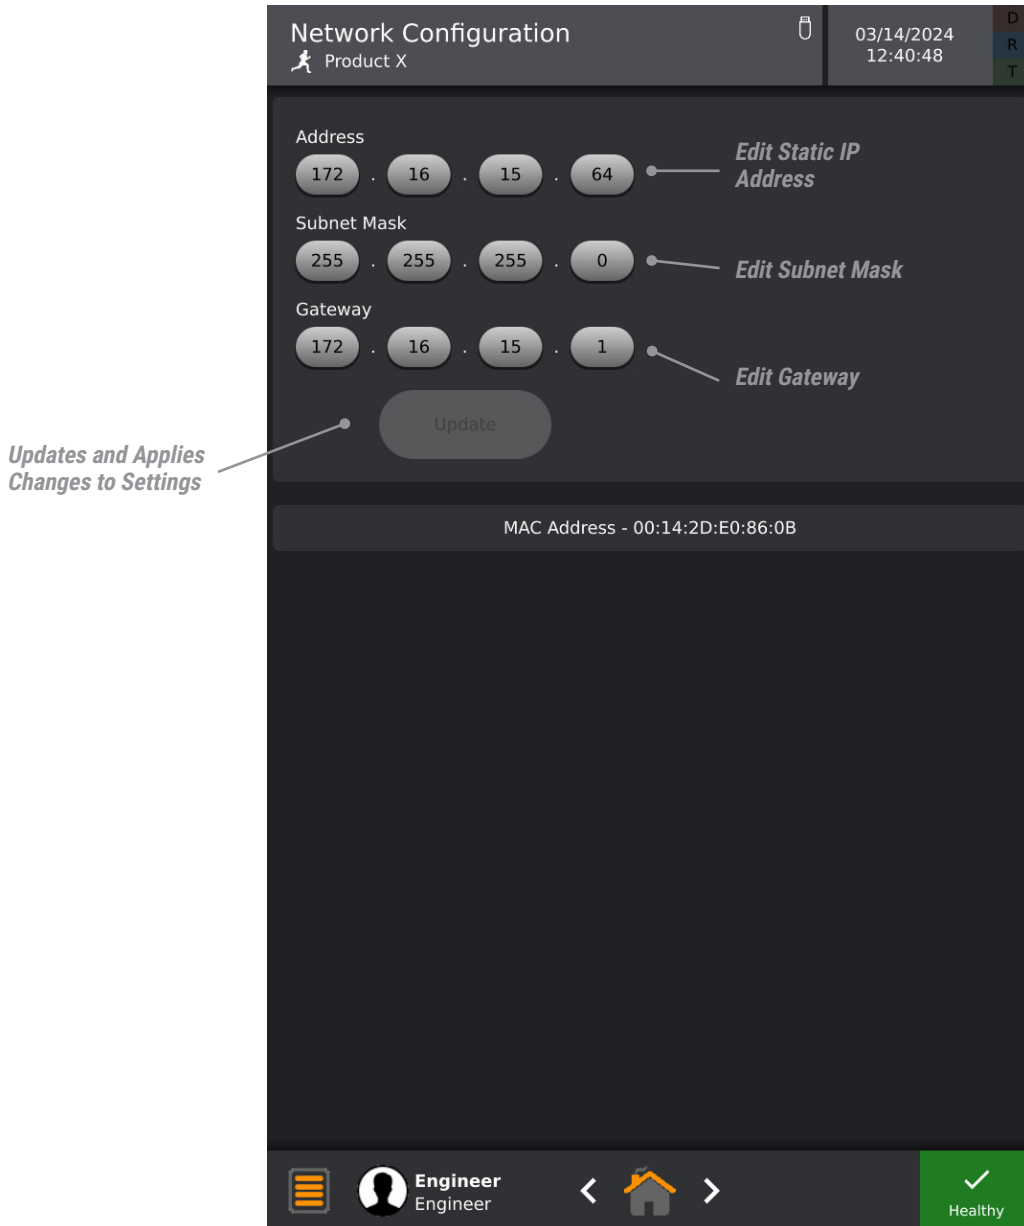 Network Configuration
Product X
03/14/2024
12:40:48
D
R
T
Address
172 . 16 . 15 . 64
Edit Static IP
Address
Subnet Mask
255 . 255 . 255 . 0
Edit Subnet Mask
Gateway
172 . 16 . 15 . 1
Edit Gateway
Update
Updates and Applies
Changes to Settings
MAC Address - 00:14:2D:E0:86:0B
Engineer
Engineer
Healthy